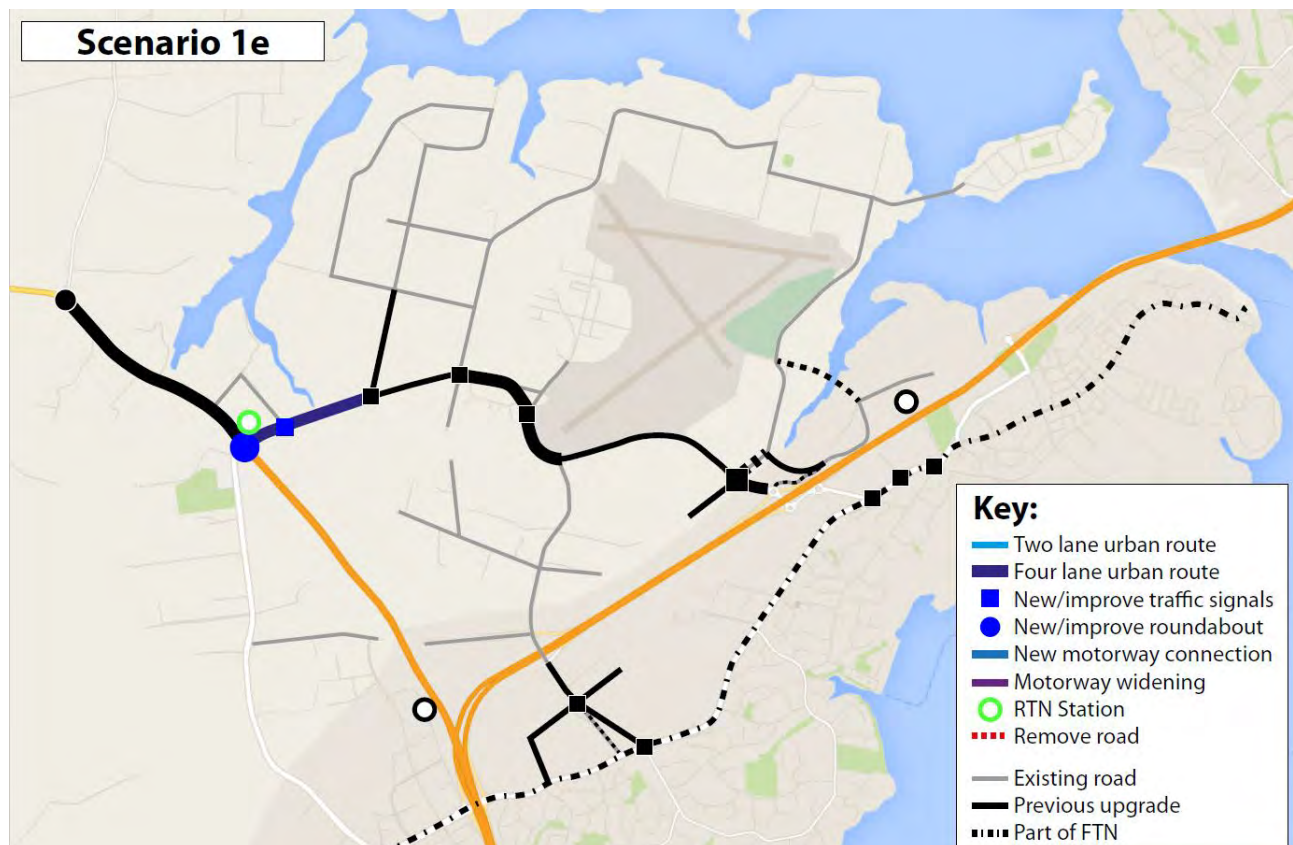 Scenario 1e
Key:
Two lane urban route
Four lane urban route
New/improve traffic signals
New/improve roundabout
New motorway connection
Motorway widening
RTN Station
Remove road
Existing road
Previous upgrade
Part of FTN